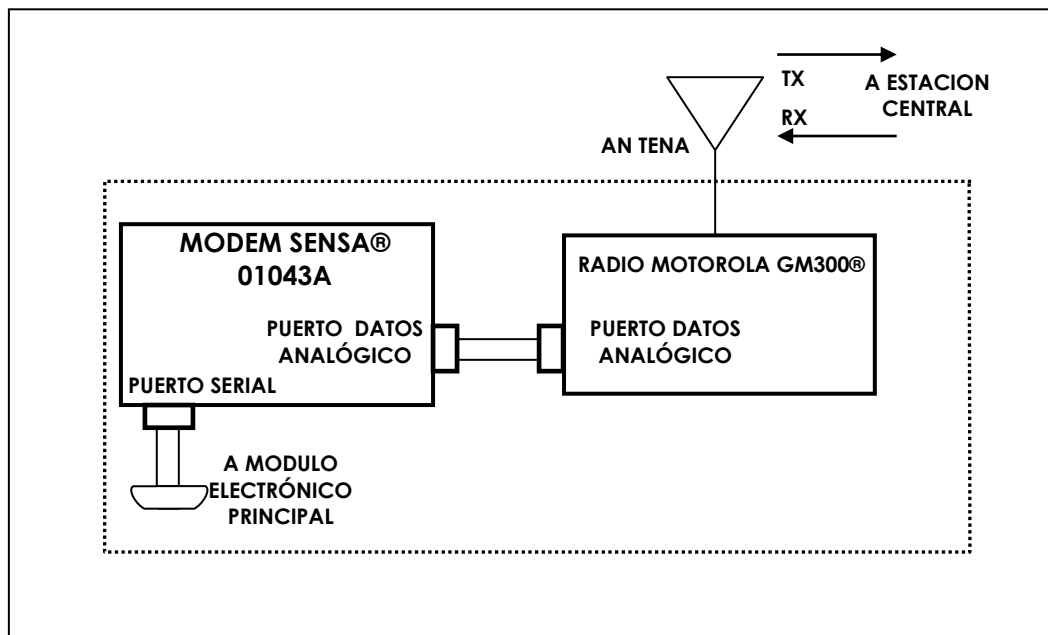 TX
A ESTACION
CENTRAL
RX
AN TENA
MODEM SENSA®
01043A
PUERTO DATOS
ANALÓGICO
PUERTO SERIAL
RADIO MOTOROLA GM300®
PUERTO DATOS
ANALÓGICO
A MODULO
ELECTRÓNICO
PRINCIPAL